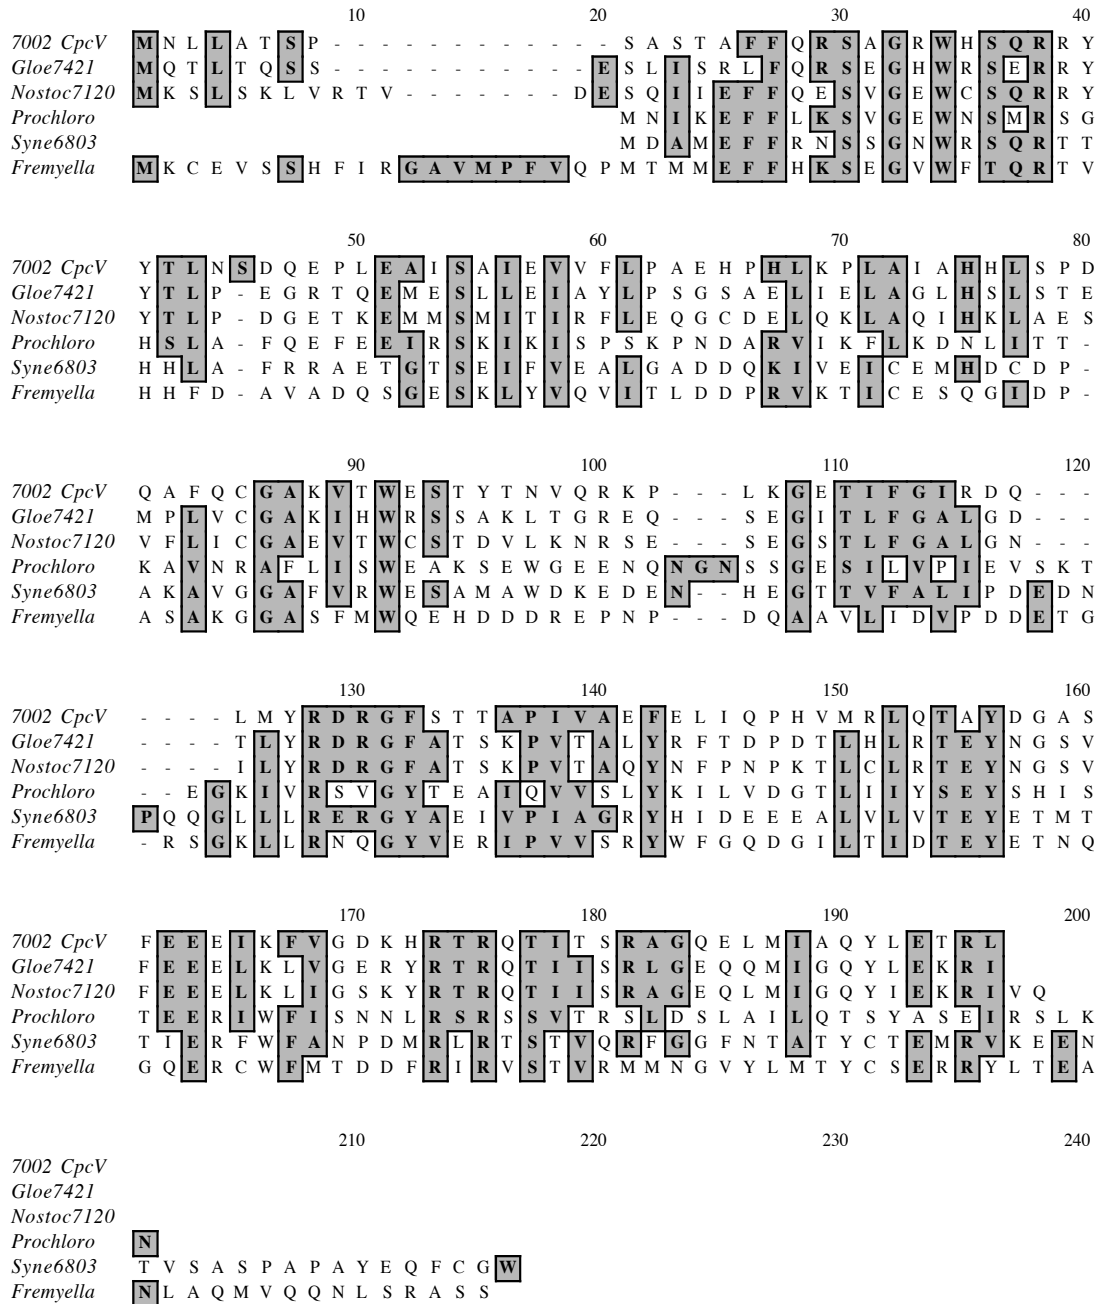 10 20 30 40
7002 CpcV M N L L A T S P - - - - - - - - - - - - S A S T A F F Q R S A G R W H S Q R R Y
Gloe7421 M Q T L T Q S S - - - - - - - - - - - E S L I S R L F Q R S E G H W R S E R R Y
Nostoc7120 M K S L S K L V R T V - - - - - - - D E S Q I I E F F Q E S V G E W C S Q R R Y
Prochloro M N I K E F F L K S V G E W N S M R S G
Syne6803 M D A M E F F R N S S G N W R S Q R T T
Fremyella M K C E V S S H F I R G A V M P F V Q P M T M M E F F H K S E G V W F T Q R T V
50 60 70 80
7002 CpcV Y T L N S D Q E P L E A I S A I E V V F L P A E H P H L K P L A I A H H L S P D
Gloe7421 Y T L P - E G R T Q E M E S L L E I A Y L P S G S A E L I E L A G L H S L S T E
Nostoc7120 Y T L P - D G E T K E M M S M I T I R F L E Q G C D E L Q K L A Q I H K L A E S
Prochloro H S L A - F Q E F E E I R S K I K I S P S K P N D A R V I K F L K D N L I T T -
Syne6803 H H L A - F R R A E T G T S E I F V E A L G A D D Q K I V E I C E M H D C D P -
Fremyella H H F D - A V A D Q S G E S K L Y V Q V I T L D D P R V K T I C E S Q G I D P -
90 100 110 120
7002 CpcV Q A F Q C G A K V T W E S T Y T N V Q R K P - - - L K G E T I F G I R D Q - - -
Gloe7421 M P L V C G A K I H W R S S A K L T G R E Q - - - S E G I T L F G A L G D - - -
Nostoc7120 V F L I C G A E V T W C S T D V L K N R S E - - - S E G S T L F G A L G N - - -
Prochloro K A V N R A F L I S W E A K S E W G E E N Q N G N S S G E S I L V P I E V S K T
Syne6803 A K A V G G A F V R W E S A M A W D K E D E N - - H E G T T V F A L I P D E D N
Fremyella A S A K G G A S F M W Q E H D D D R E P N P - - - D Q A A V L I D V P D D E T G
130 140 150 160
7002 CpcV - - - - L M Y R D R G F S T T A P I V A E F E L I Q P H V M R L Q T A Y D G A S
Gloe7421 - - - - T L Y R D R G F A T S K P V T A L Y R F T D P D T L H L R T E Y N G S V
Nostoc7120 - - - - I L Y R D R G F A T S K P V T A Q Y N F P N P K T L C L R T E Y N G S V
Prochloro - - E G K I V R S V G Y T E A I Q V V S L Y K I L V D G T L I I Y S E Y S H I S
Syne6803 P Q Q G L L L R E R G Y A E I V P I A G R Y H I D E E E A L V L V T E Y E T M T
Fremyella - R S G K L L R N Q G Y V E R I P V V S R Y W F G Q D G I L T I D T E Y E T N Q
170 180 190 200
7002 CpcV F E E E I K F V G D K H R T R Q T I T S R A G Q E L M I A Q Y L E T R L
Gloe7421 F E E E L K L V G E R Y R T R Q T I I S R L G E Q Q M I G Q Y L E K R I
Nostoc7120 F E E E L K L I G S K Y R T R Q T I I S R A G E Q L M I G Q Y I E K R I V Q
Prochloro T E E R I W F I S N N L R S R S S V T R S L D S L A I L Q T S Y A S E I R S L K
Syne6803 T I E R F W F A N P D M R L R T S T V Q R F G G F N T A T Y C T E M R V K E E N
Fremyella G Q E R C W F M T D D F R I R V S T V R M M N G V Y L M T Y C S E R R Y L T E A
210 220 230 240
7002 CpcV
Gloe7421
Nostoc7120
Prochloro N
Syne6803 T V S A S P A P A Y E Q F C G W
Fremyella N L A Q M V Q Q N L S R A S S